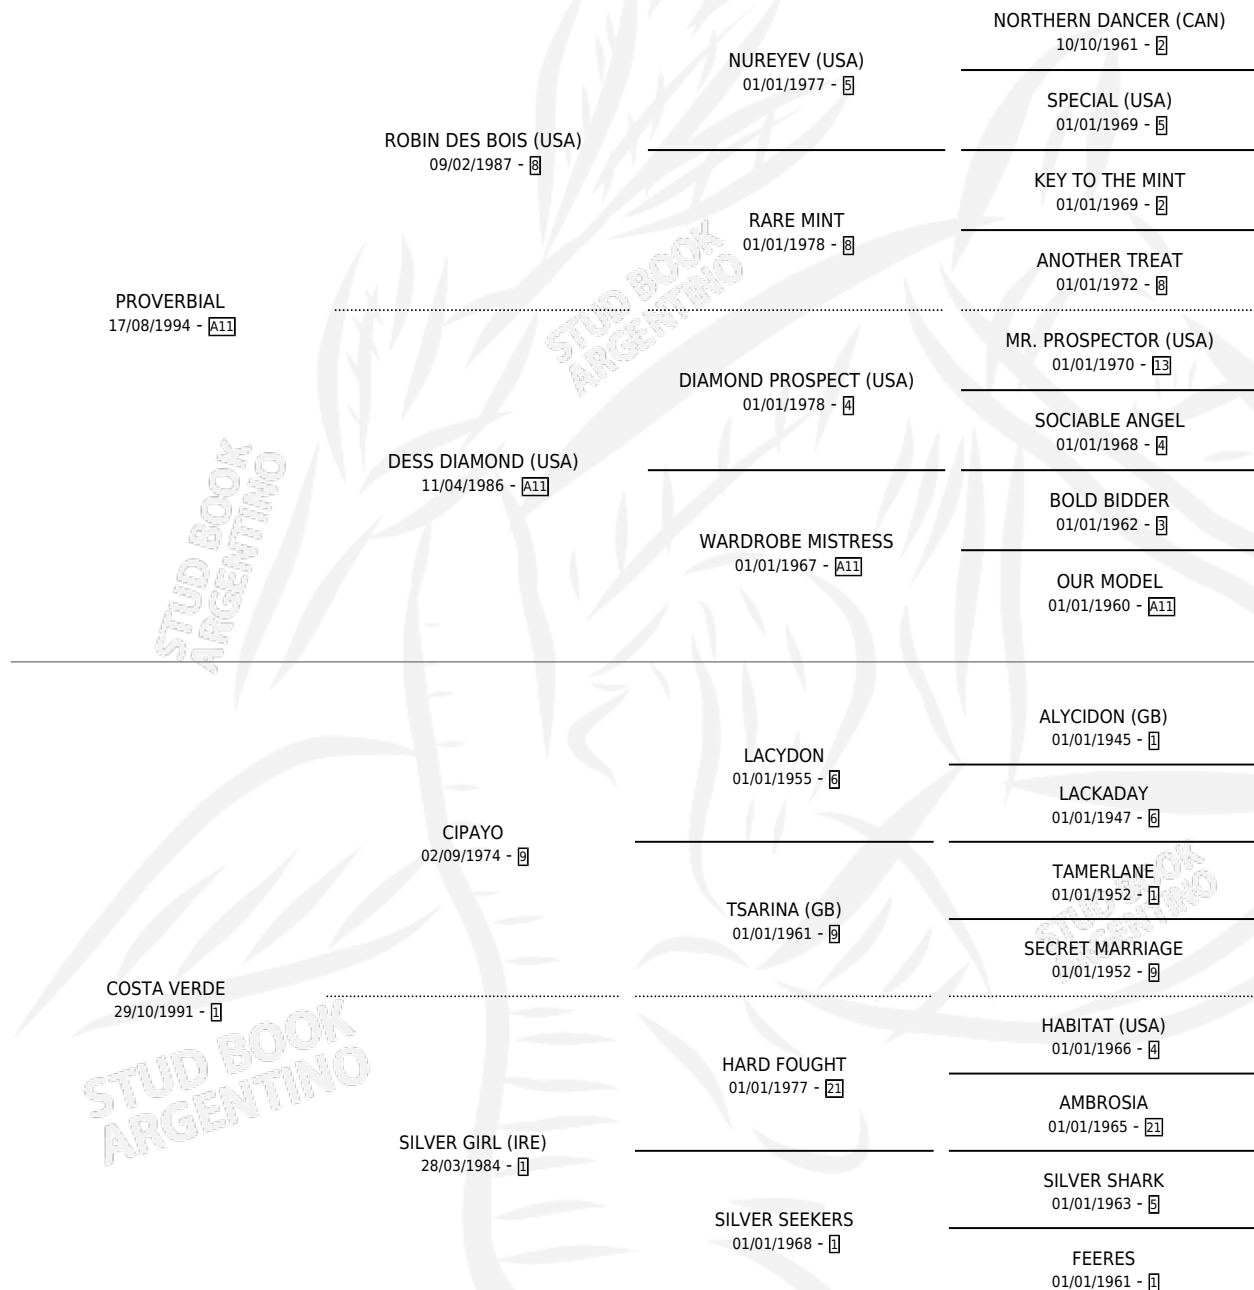 NORTHERN DANCER (CAN)
10/10/1961 - 2
NUREYEV (USA)
01/01/1977 - 5
SPECIAL (USA)
01/01/1969 - 5
ROBIN DES BOIS (USA)
09/02/1987 - 8
KEY TO THE MINT
01/01/1969 - 2
RARE MINT
01/01/1978 - 8
ANOTHER TREAT
01/01/1972 - 8
PROVERBIAL
17/08/1994 - A11
MR. PROSPECTOR (USA)
01/01/1970 - 13
DIAMOND PROSPECT (USA)
01/01/1978 - 4
SOCIABLE ANGEL
01/01/1968 - 4
DESS DIAMOND (USA)
11/04/1986 - A11
BOLD BIDDER
01/01/1962 - 3
WARDROBE MISTRESS
01/01/1967 - A11
OUR MODEL
01/01/1960 - A11
ALYCIDON (GB)
01/01/1945 - 1
LACYDON
01/01/1955 - 6
LACKADAY
01/01/1947 - 6
CIPAYO
02/09/1974 - 9
TAMERLANE
01/01/1952 - 1
TSARINA (GB)
01/01/1961 - 9
SECRET MARRIAGE
01/01/1952 - 9
COSTA VERDE
29/10/1991 - 1
HABITAT (USA)
01/01/1966 - 4
HARD FOUGHT
01/01/1977 - 21
AMBROSIA
01/01/1965 - 21
SILVER GIRL (IRE)
28/03/1984 - 1
SILVER SHARK
01/01/1963 - 5
SILVER SEEKERS
01/01/1968 - 1
FEERES
01/01/1961 - 1
STUD BOOK
ARGENTINO
STUD BOOK
ARGENTINO
STUD BOOK
ARGENTINO
STUD BOOK
ARGENTINO